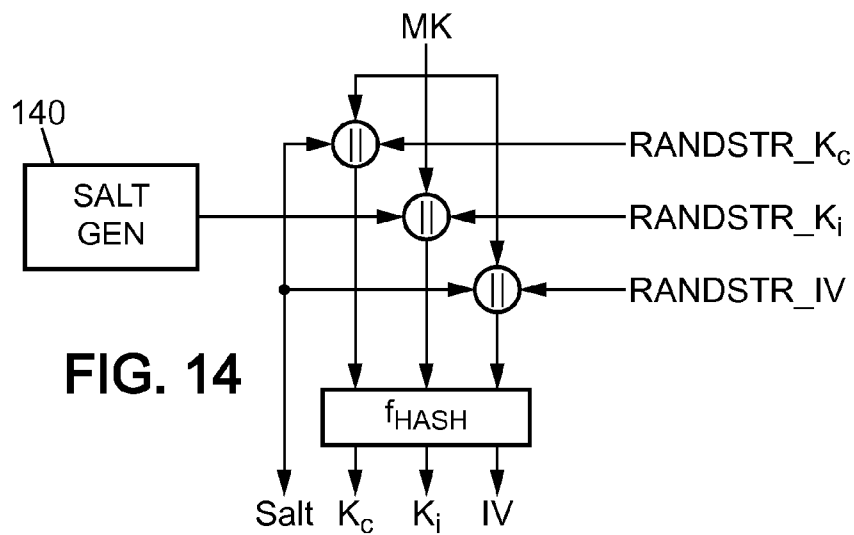 MK
140
SALT
GEN
||
RANDSTR_Kc
||
RANDSTR_Ki
||
RANDSTR_IV
FIG. 14
fHASH
Salt Kc Ki IV